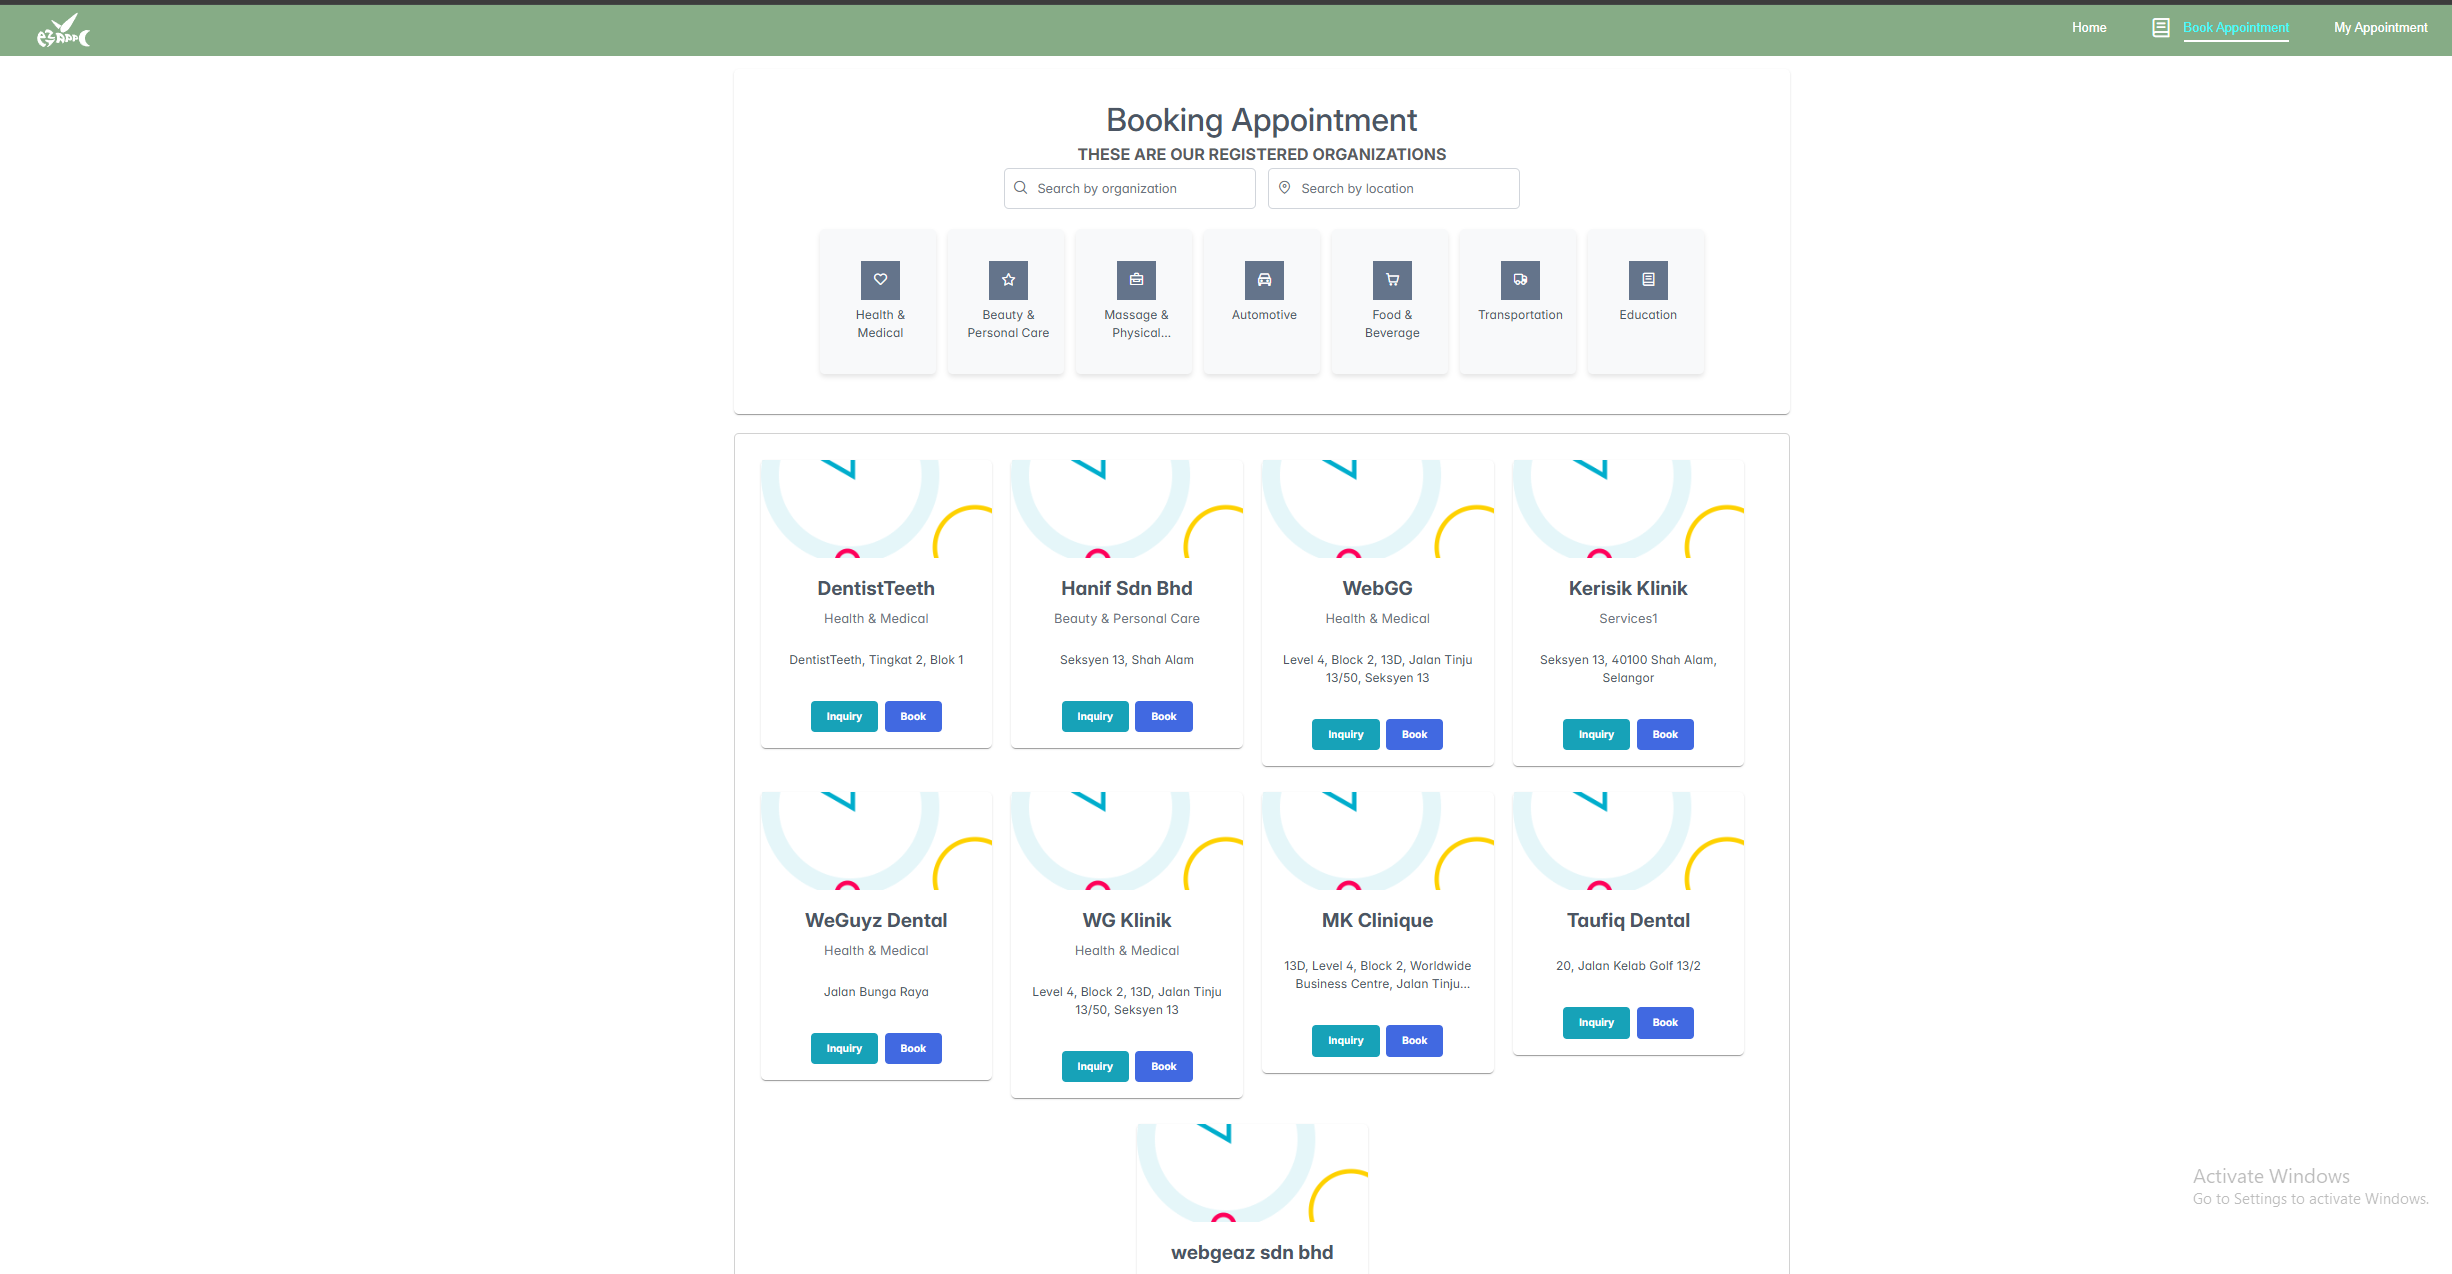 ezAPP
Home
Book Appointment
My Appointment
Booking Appointment
THESE ARE OUR REGISTERED ORGANIZATIONS
Search by organization
Search by location
Health &
Medical
Beauty &
Personal Care
Massage &
Physical...
Automotive
Food &
Beverage
Transportation
Education
DentistTeeth
Health & Medical
DentistTeeth, Tingkat 2, Blok 1
Inquiry
Book
Hanif Sdn Bhd
Beauty & Personal Care
Seksyen 13, Shah Alam
Inquiry
Book
WebGG
Health & Medical
Level 4, Block 2, 13D, Jalan Tinju
13/50, Seksyen 13
Inquiry
Book
Kerisik Klinik
Services1
Seksyen 13, 40100 Shah Alam,
Selangor
Inquiry
Book
WeGuyz Dental
Health & Medical
Jalan Bunga Raya
Inquiry
Book
WG Klinik
Health & Medical
Level 4, Block 2, 13D, Jalan Tinju
13/50, Seksyen 13
Inquiry
Book
MK Clinique
13D, Level 4, Block 2, Worldwide
Business Centre, Jalan Tinju...
Inquiry
Book
Taufiq Dental
20, Jalan Kelab Golf 13/2
Inquiry
Book
webgeaz sdn bhd
Activate Windows
Go to Settings to activate Windows.